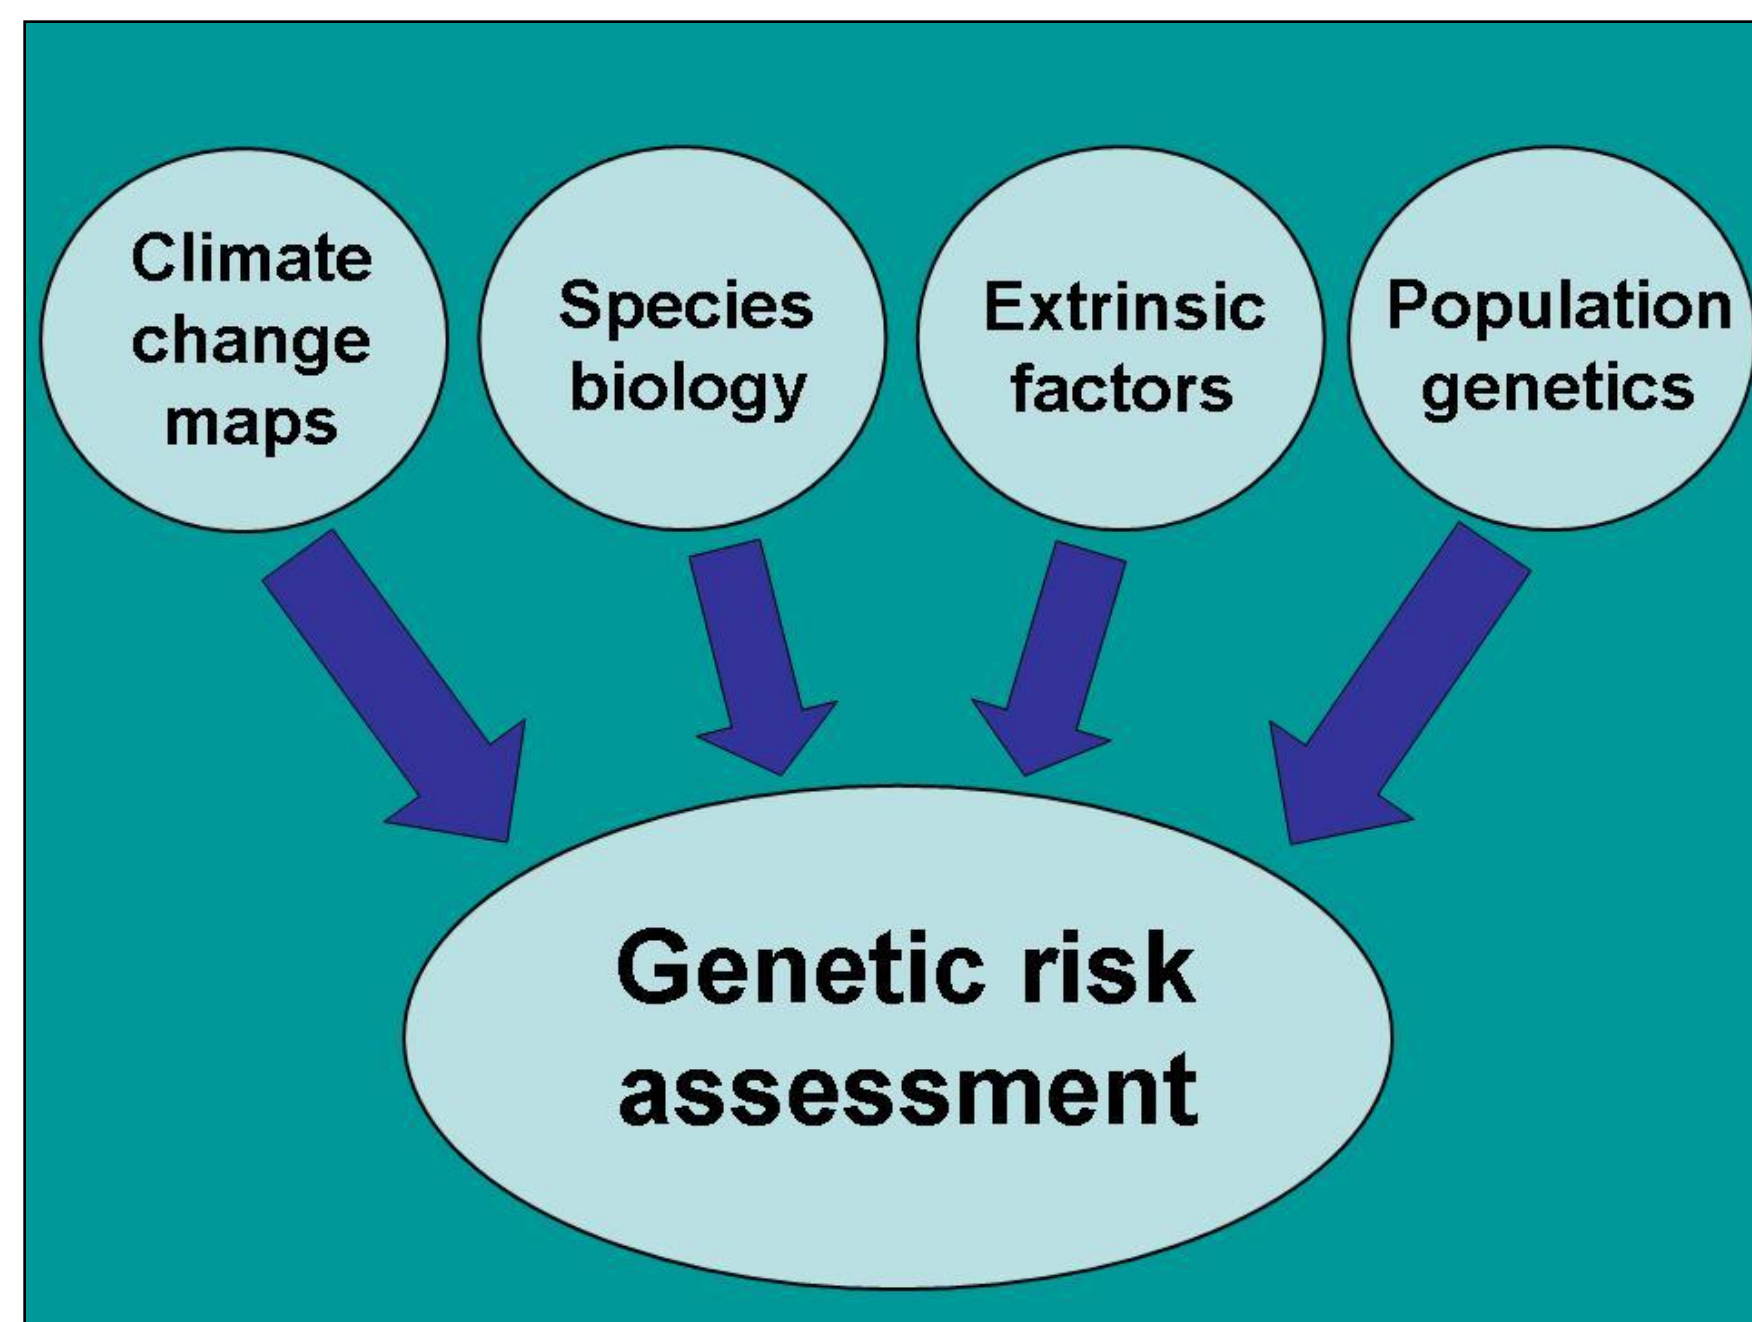 Climate
change
maps
Species
biology
Extrinsic
factors
Population
genetics
Genetic risk
assessment